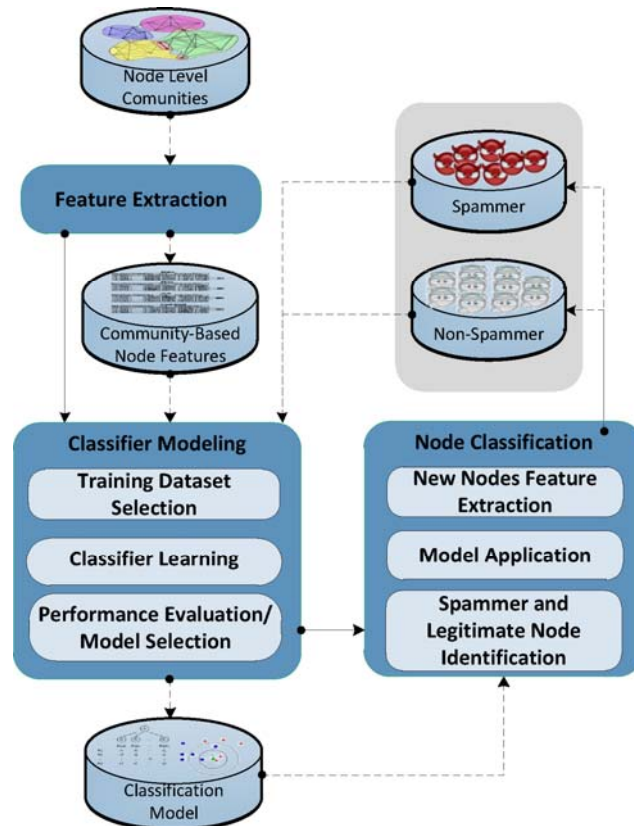 Node Level
Comunities
Feature Extraction
Community-Based
Node Features
Spammer
Non-Spammer
Classifier Modeling
Training Dataset
Selection
Classifier Learning
Performance Evaluation/
Model Selection
Node Classification
New Nodes Feature
Extraction
Model Application
Spammer and
Legitimate Node
Identification
Classification
Model